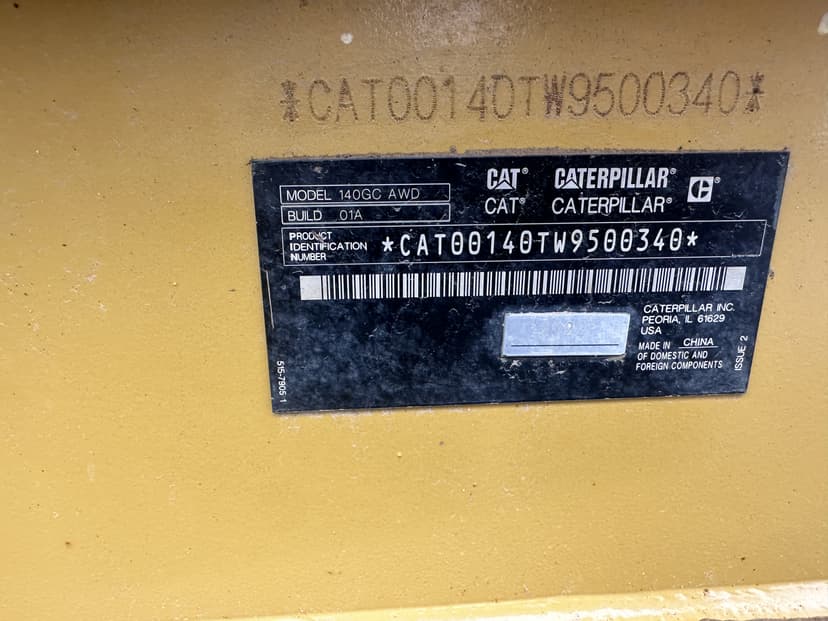 *CAT00140TW9500340*
CAT® CATERPILLAR®
CAT® CATERPILLAR® C®
MODEL 140GC AWD
BUILD 01A
PRODUCT
IDENTIFICATION
NUMBER
*CAT00140TW9500340*
CATERPILLAR INC.
PEORIA, IL 61629
USA
MADE IN CHINA
OF DOMESTIC AND
FOREIGN COMPONENTS
ISSUE 2
515-7905 1